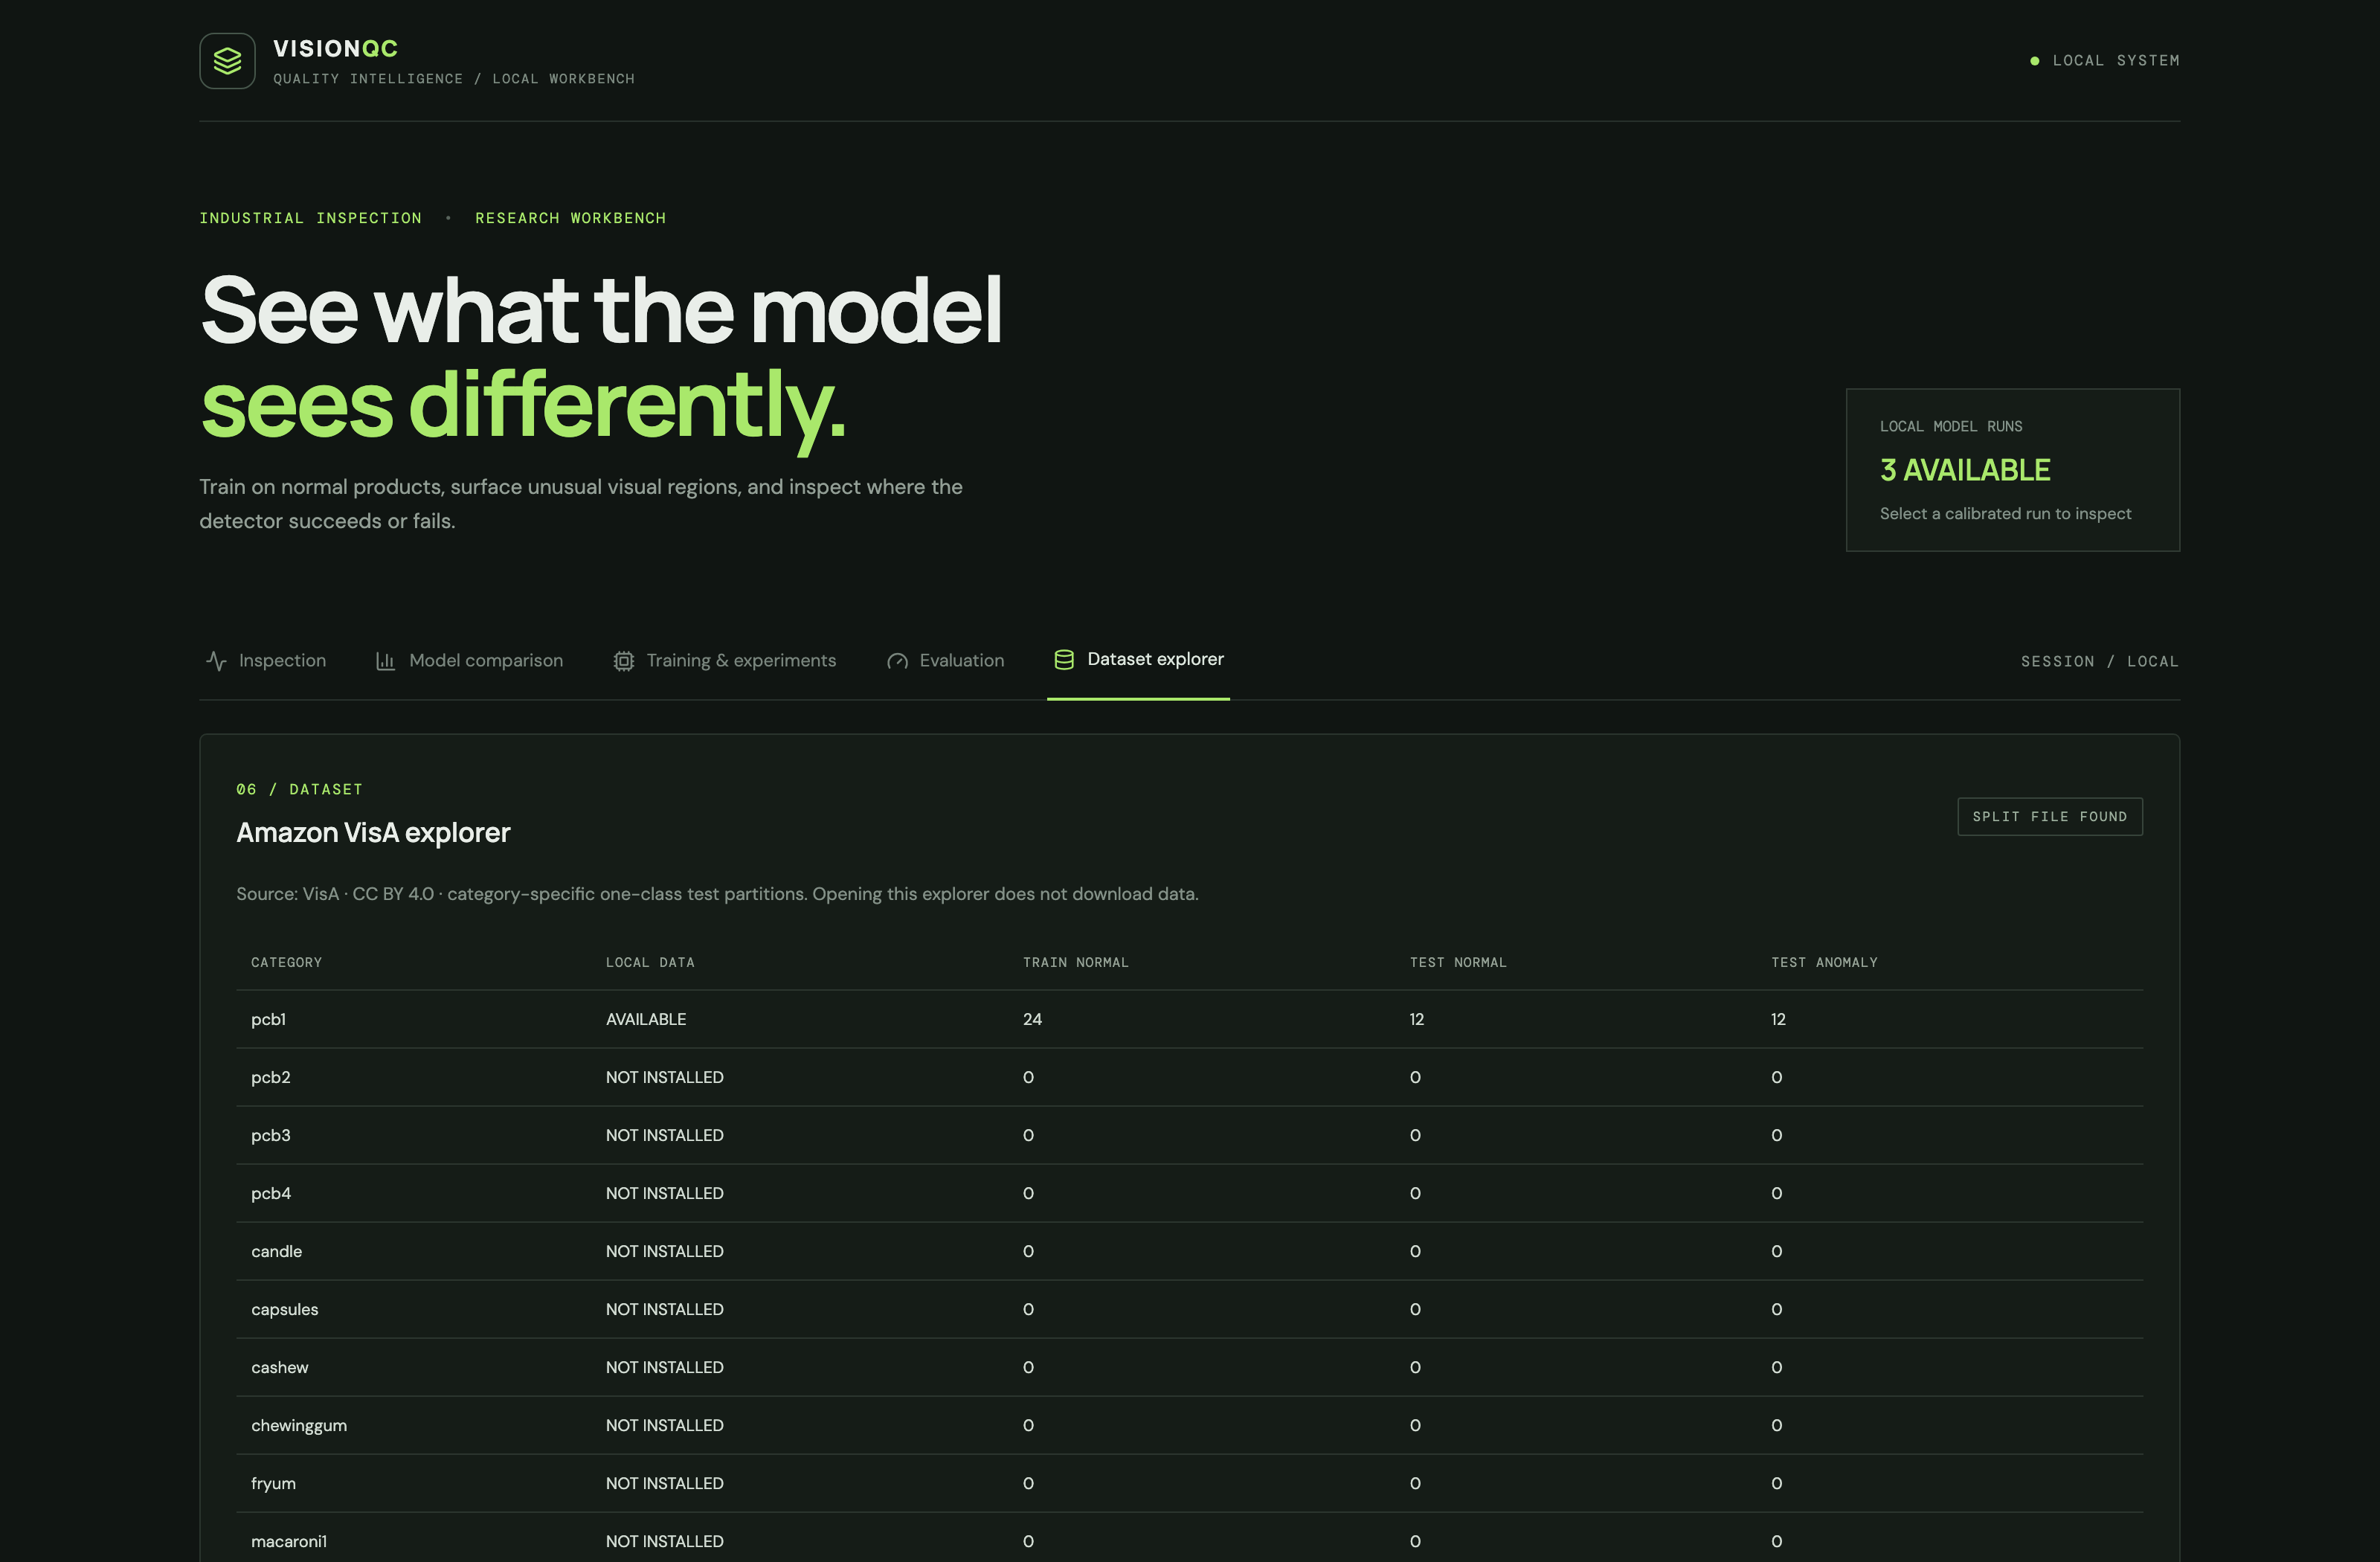 VISIONQC
QUALITY INTELLIGENCE / LOCAL WORKBENCH
LOCAL SYSTEM
INDUSTRIAL INSPECTION • RESEARCH WORKBENCH
See what the model
sees differently.
Train on normal products, surface unusual visual regions, and inspect where the
detector succeeds or fails.
LOCAL MODEL RUNS
3 AVAILABLE
Select a calibrated run to inspect
Inspection Model comparison Training & experiments Evaluation Dataset explorer SESSION / LOCAL
06 / DATASET
Amazon VisA explorer
SPLIT FILE FOUND
Source: VisA · CC BY 4.0 · category-specific one-class test partitions. Opening this explorer does not download data.
CATEGORY LOCAL DATA TRAIN NORMAL TEST NORMAL TEST ANOMALY
pcb1 AVAILABLE 24 12 12
pcb2 NOT INSTALLED 0 0 0
pcb3 NOT INSTALLED 0 0 0
pcb4 NOT INSTALLED 0 0 0
candle NOT INSTALLED 0 0 0
capsules NOT INSTALLED 0 0 0
cashew NOT INSTALLED 0 0 0
chewinggum NOT INSTALLED 0 0 0
fryum NOT INSTALLED 0 0 0
macaroni1 NOT INSTALLED 0 0 0